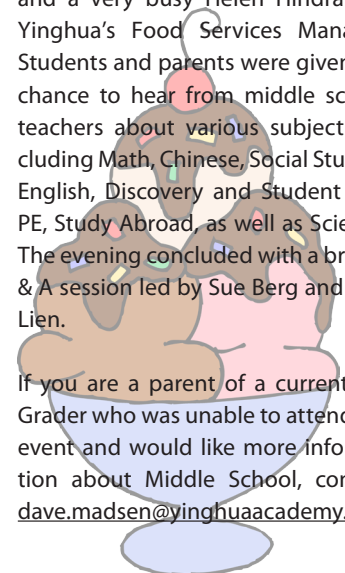 and a very busy Helen Hindra
Yinghua's Food Services Mana
Students and parents were given
chance to hear from middle sc
teachers about various subject
cluding Math, Chinese, Social Stu
English, Discovery and Student
PE, Study Abroad, as well as Scie
The evening concluded with a br
& A session led by Sue Berg and
Lien.
If you are a parent of a current
Grader who was unable to attend
event and would like more info
tion about Middle School, con
dave.madsen@yinghuaacademy.